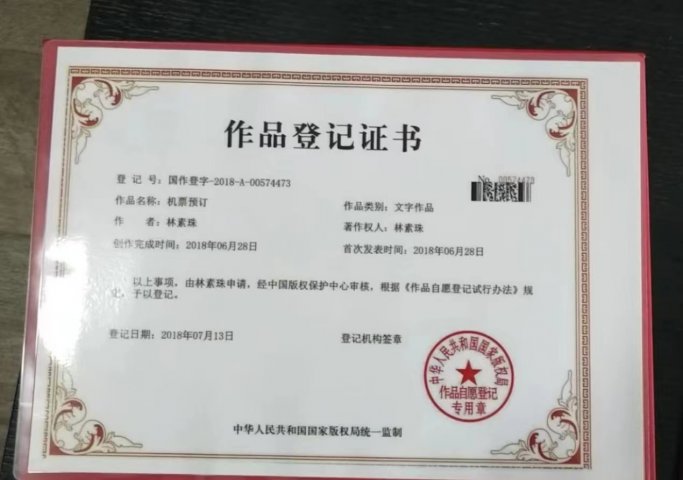 作品登记证书
登 记 号：国作登字-2018-A-00574473
No. 00574473
作品名称：机票预订
作品类别：文字作品
作 者：林素珠
著作权人：林素珠
创作完成时间：2018年06月28日
首次发表时间：2018年06月28日
以上事项，由林素珠申请，经中国版权保护中心审核，根据《作品自愿登记试行办法》规
定，予以登记。
登记日期：2018年07月13日
登记机构签章
中华人民共和国国家版权局
作品自愿登记
专用章
中华人民共和国国家版权局统一监制